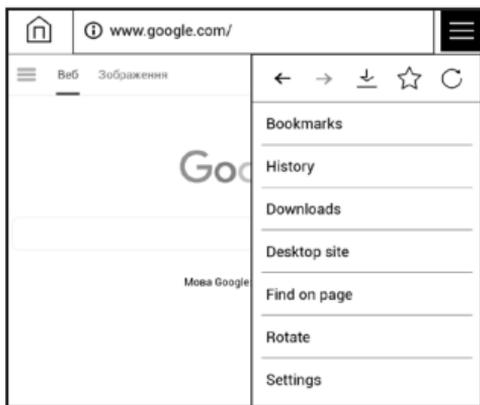 www.google.com/
Веб Зображення
Goo
Мова Google
Bookmarks
History
Downloads
Desktop site
Find on page
Rotate
Settings